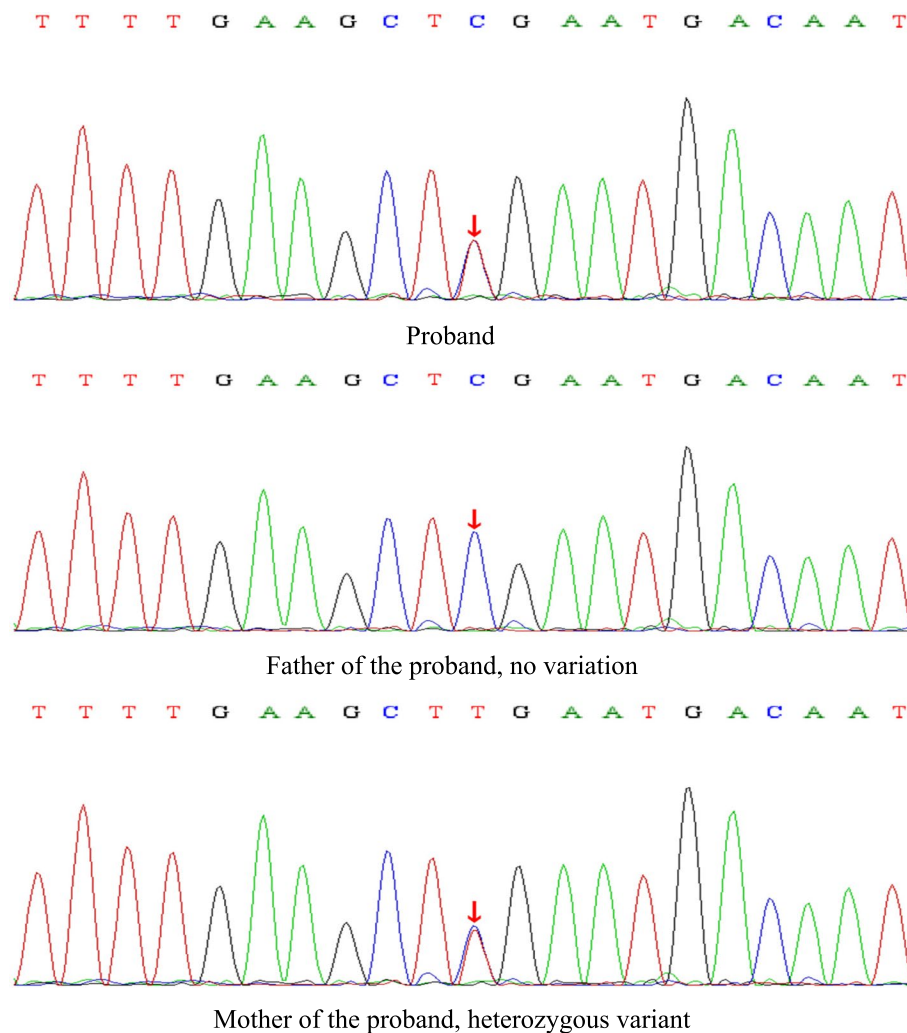 T T T T G A A G C T C G A A T G A C A A T
Proband
T T T T G A A G C T C G A A T G A C A A T
Father of the proband, no variation
T T T T G A A G C T T G A A T G A C A A T
Mother of the proband, heterozygous variant